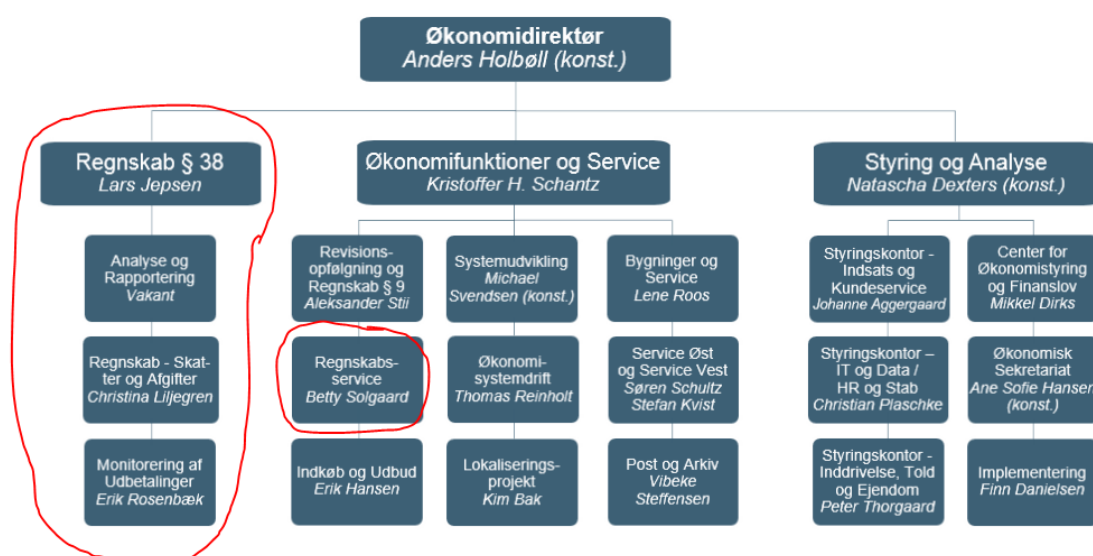 Økonomidirektør
Anders Holbøll (konst.)
Regnskab § 38
Lars Jepsen
Økonomifunktioner og Service
Kristoffer H. Schantz
Styring og Analyse
Natascha Dexters (konst.)
Analyse og
Rapportering
Vakant
Regnskab - Skat-
ter og Afgifter
Christina Liljegren
Monitorering af
Udbetalinger
Erik Rosenbæk
Revisions-
opfølgning og
Regnskab § 9
Aleksander Stii
Regnskabs-
service
Betty Solgaard
Indkøb og Udbud
Erik Hansen
Systemudvikling
Michael
Svendsen (konst.)
Økonomi-
systemdrift
Thomas Reinholt
Lokaliserings-
projekt
Kim Bak
Bygninger og
Service
Lene Roos
Service Øst
og Service Vest
Søren Schultz
Stefan Kvist
Post og Arkiv
Vibeke
Steffensen
Styringskontor -
Indsats og
Kundeservice
Johanne Aggergaard
Styringskontor –
IT og Data /
HR og Stab
Christian Plaschke
Styringskontor -
Inddrivelse, Told
og Ejendom
Peter Thorgaard
Center for
Økonomistyring
og Finanslov
Mikkel Dirks
Økonomisk
Sekretariat
Ane Sofie Hansen
(konst.)
Implementering
Finn Danielsen